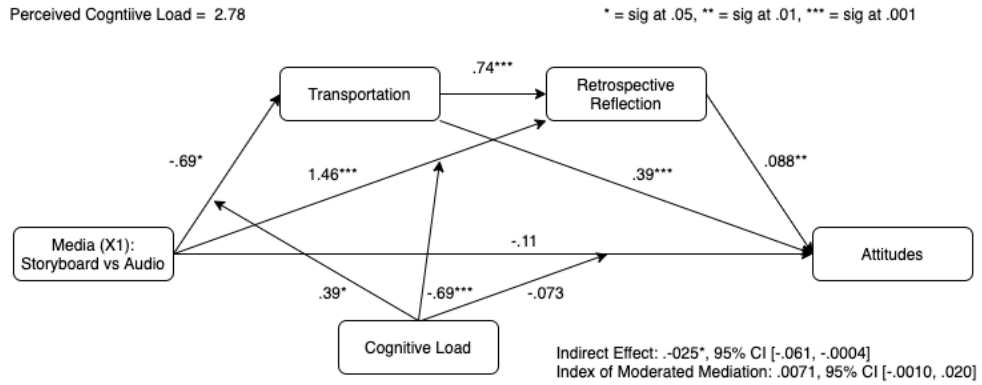 Perceived Cogntiive Load = 2.78
* = sig at .05, ** = sig at .01, *** = sig at .001
.74***
Transportation
Retrospective
Reflection
-.69*
1.46***
.39***
.088**
Media (X1):
Storyboard vs Audio
-.11
Attitudes
.39*
-.69***
-.073
Cognitive Load
Indirect Effect: .-025*, 95% CI [-.061, -.0004]
Index of Moderated Mediation: .0071, 95% CI [-.0010, .020]